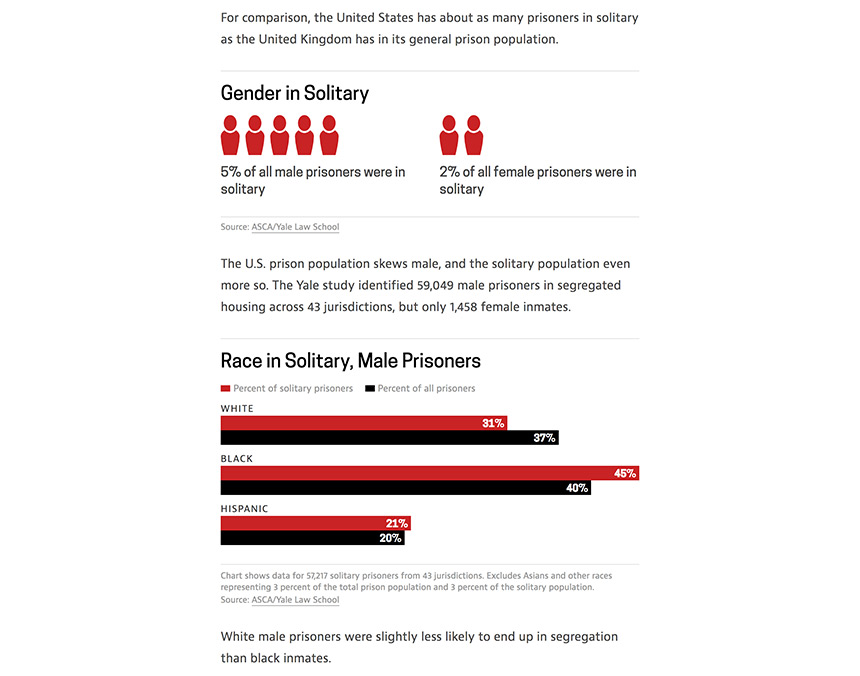 For comparison, the United States has about as many prisoners in solitary
as the United Kingdom has in its general prison population.
Gender in Solitary
5% of all male prisoners were in
solitary
2% of all female prisoners were in
solitary
Source: ASCA/Yale Law School
The U.S. prison population skews male, and the solitary population even
more so. The Yale study identified 59,049 male prisoners in segregated
housing across 43 jurisdictions, but only 1,458 female inmates.
Race in Solitary, Male Prisoners
Percent of solitary prisoners Percent of all prisoners
WHITE
31%
37%
BLACK
45%
40%
HISPANIC
21%
20%
Chart shows data for 57,217 solitary prisoners from 43 jurisdictions. Excludes Asians and other races
representing 3 percent of the total prison population and 3 percent of the solitary population.
Source: ASCA/Yale Law School
White male prisoners were slightly less likely to end up in segregation
than black inmates.